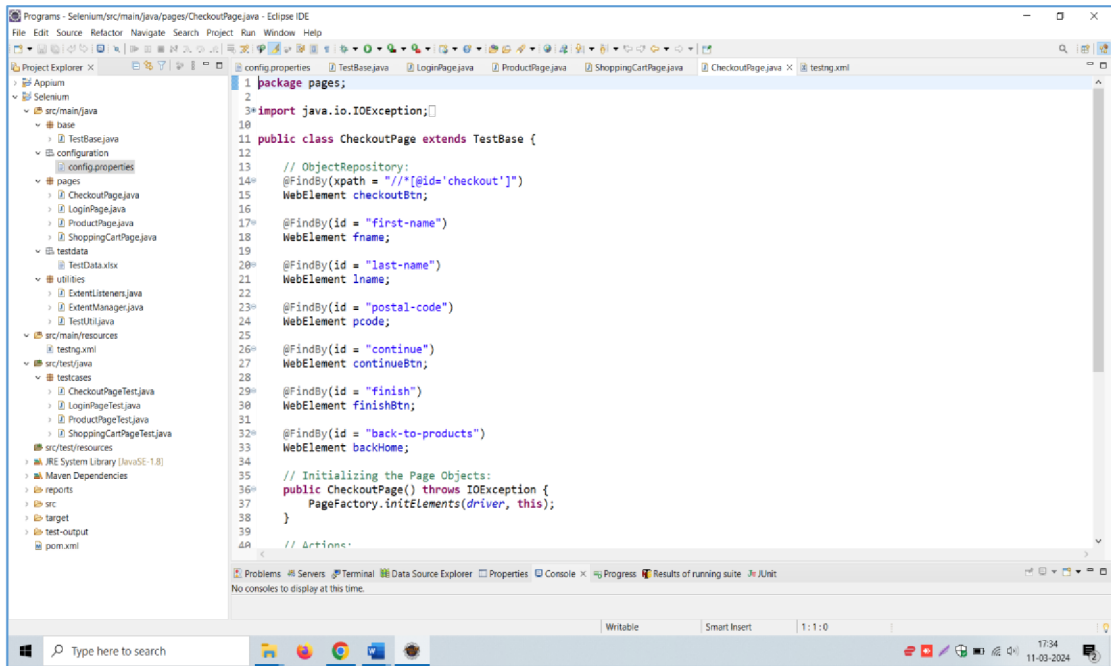 Programs - Selenium/src/main/java/pages/CheckoutPage.java - Eclipse IDE
File Edit Source Refactor Navigate Search Project Run Window Help
Project Explorer
Appium
Selenium
src/main/java
base
TestBase.java
configuration
config.properties
pages
CheckoutPage.java
LoginPage.java
ProductPage.java
ShoppingCartPage.java
testdata
TestData.xlsx
utilities
ExtentListeners.java
ExtentManager.java
TestUtil.java
src/main/resources
testng.xml
src/test/java
testcases
CheckoutPageTest.java
LoginPageTest.java
ProductPageTest.java
ShoppingCartPageTest.java
src/test/resources
JRE System Library [JavaSE-1.8]
Maven Dependencies
reports
src
target
test-output
pom.xml
config.properties TestBase.java LoginPage.java ProductPage.java ShoppingCartPage.java CheckoutPage.java testng.xml
1 package pages;
2
3 import java.io.IOException;
10
11 public class CheckoutPage extends TestBase {
12
13 // ObjectRepository:
14 @FindBy(xpath = "//*[@id='checkout']")
15 WebElement checkoutBtn;
16
17 @FindBy(id = "first-name")
18 WebElement fname;
19
20 @FindBy(id = "last-name")
21 WebElement lname;
22
23 @FindBy(id = "postal-code")
24 WebElement pcode;
25
26 @FindBy(id = "continue")
27 WebElement continueBtn;
28
29 @FindBy(id = "finish")
30 WebElement finishBtn;
31
32 @FindBy(id = "back-to-products")
33 WebElement backHome;
34
35 // Initializing the Page Objects:
36 public CheckoutPage() throws IOException {
37 PageFactory.initElements(driver, this);
38 }
39
40 // Actions:
Problems Servers Terminal Data Source Explorer Properties Console Progress Results of running suite JUnit
No consoles to display at this time.
Writable Smart Insert 1:1:0
Type here to search
17:34
11-03-2024
2